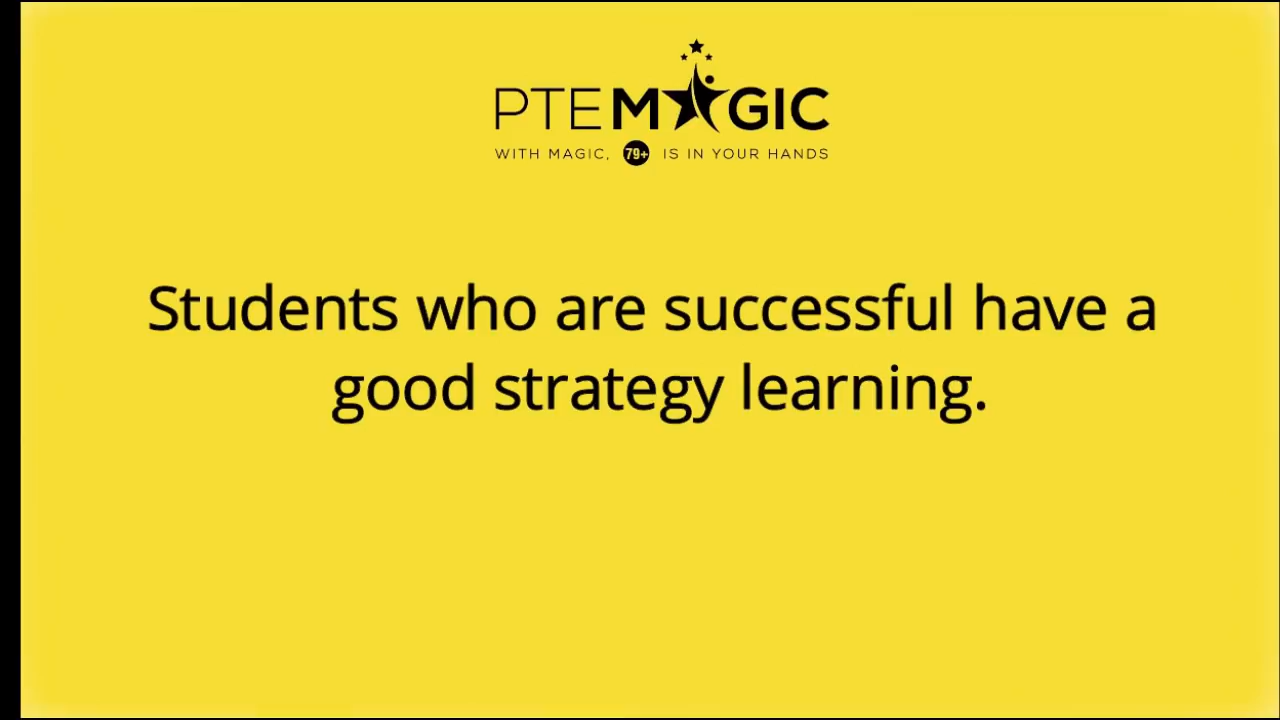 PTEMAGIC
WITH MAGIC, 79+ IS IN YOUR HANDS
Students who are successful have a
good strategy learning.